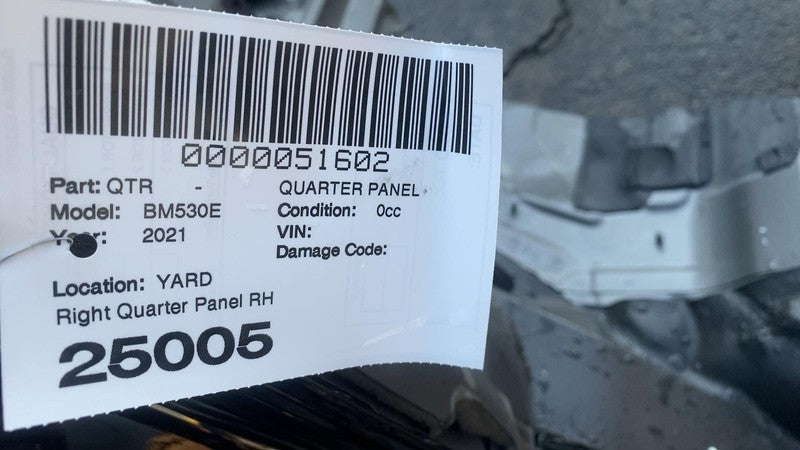 0000051602
Part: QTR - QUARTER PANEL
Model: BM530E Condition: 0cc
Year: 2021 VIN:
Damage Code:
Location: YARD
Right Quarter Panel RH
25005